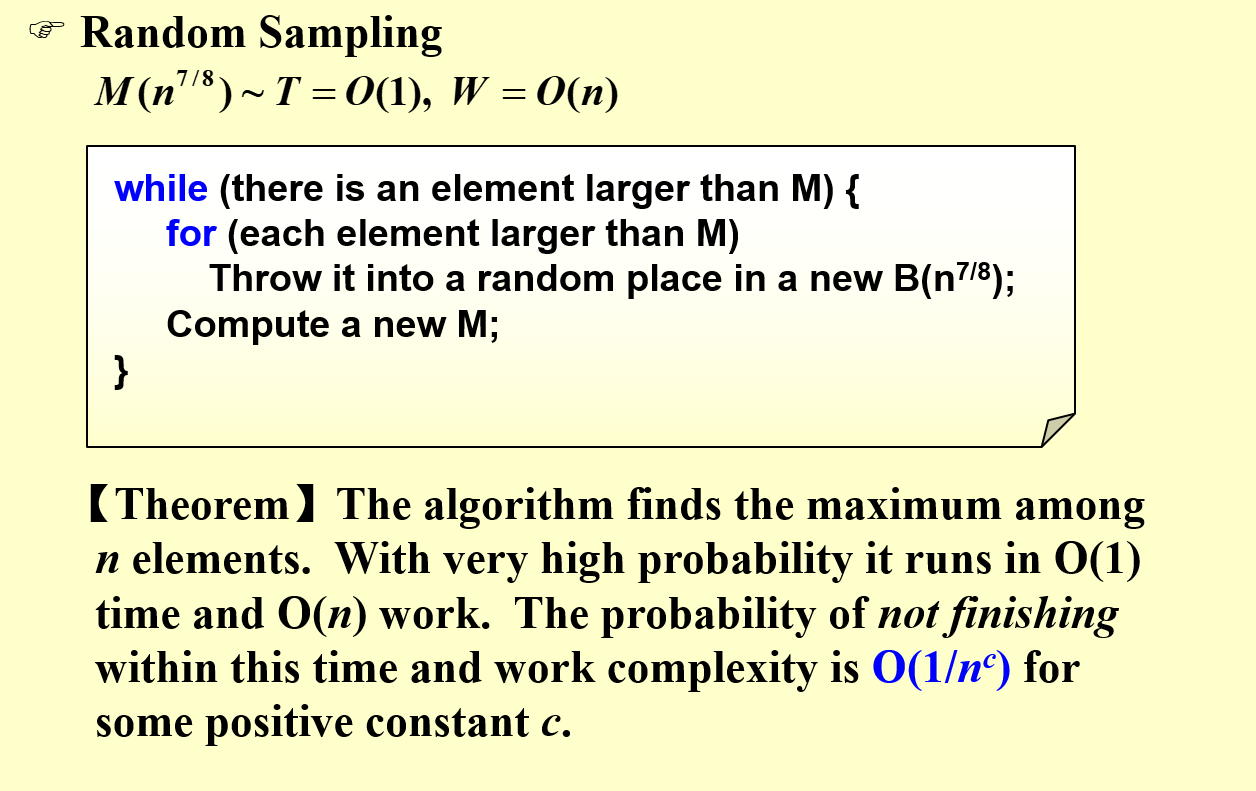 ☞ Random Sampling
M(n^{7/8}) ~ T = O(1), W = O(n)
while (there is an element larger than M) {
for (each element larger than M)
Throw it into a random place in a new B(n^{7/8});
Compute a new M;
}
【Theorem】The algorithm finds the maximum among
n elements. With very high probability it runs in O(1)
time and O(n) work. The probability of not finishing
within this time and work complexity is O(1/n^c) for
some positive constant c.